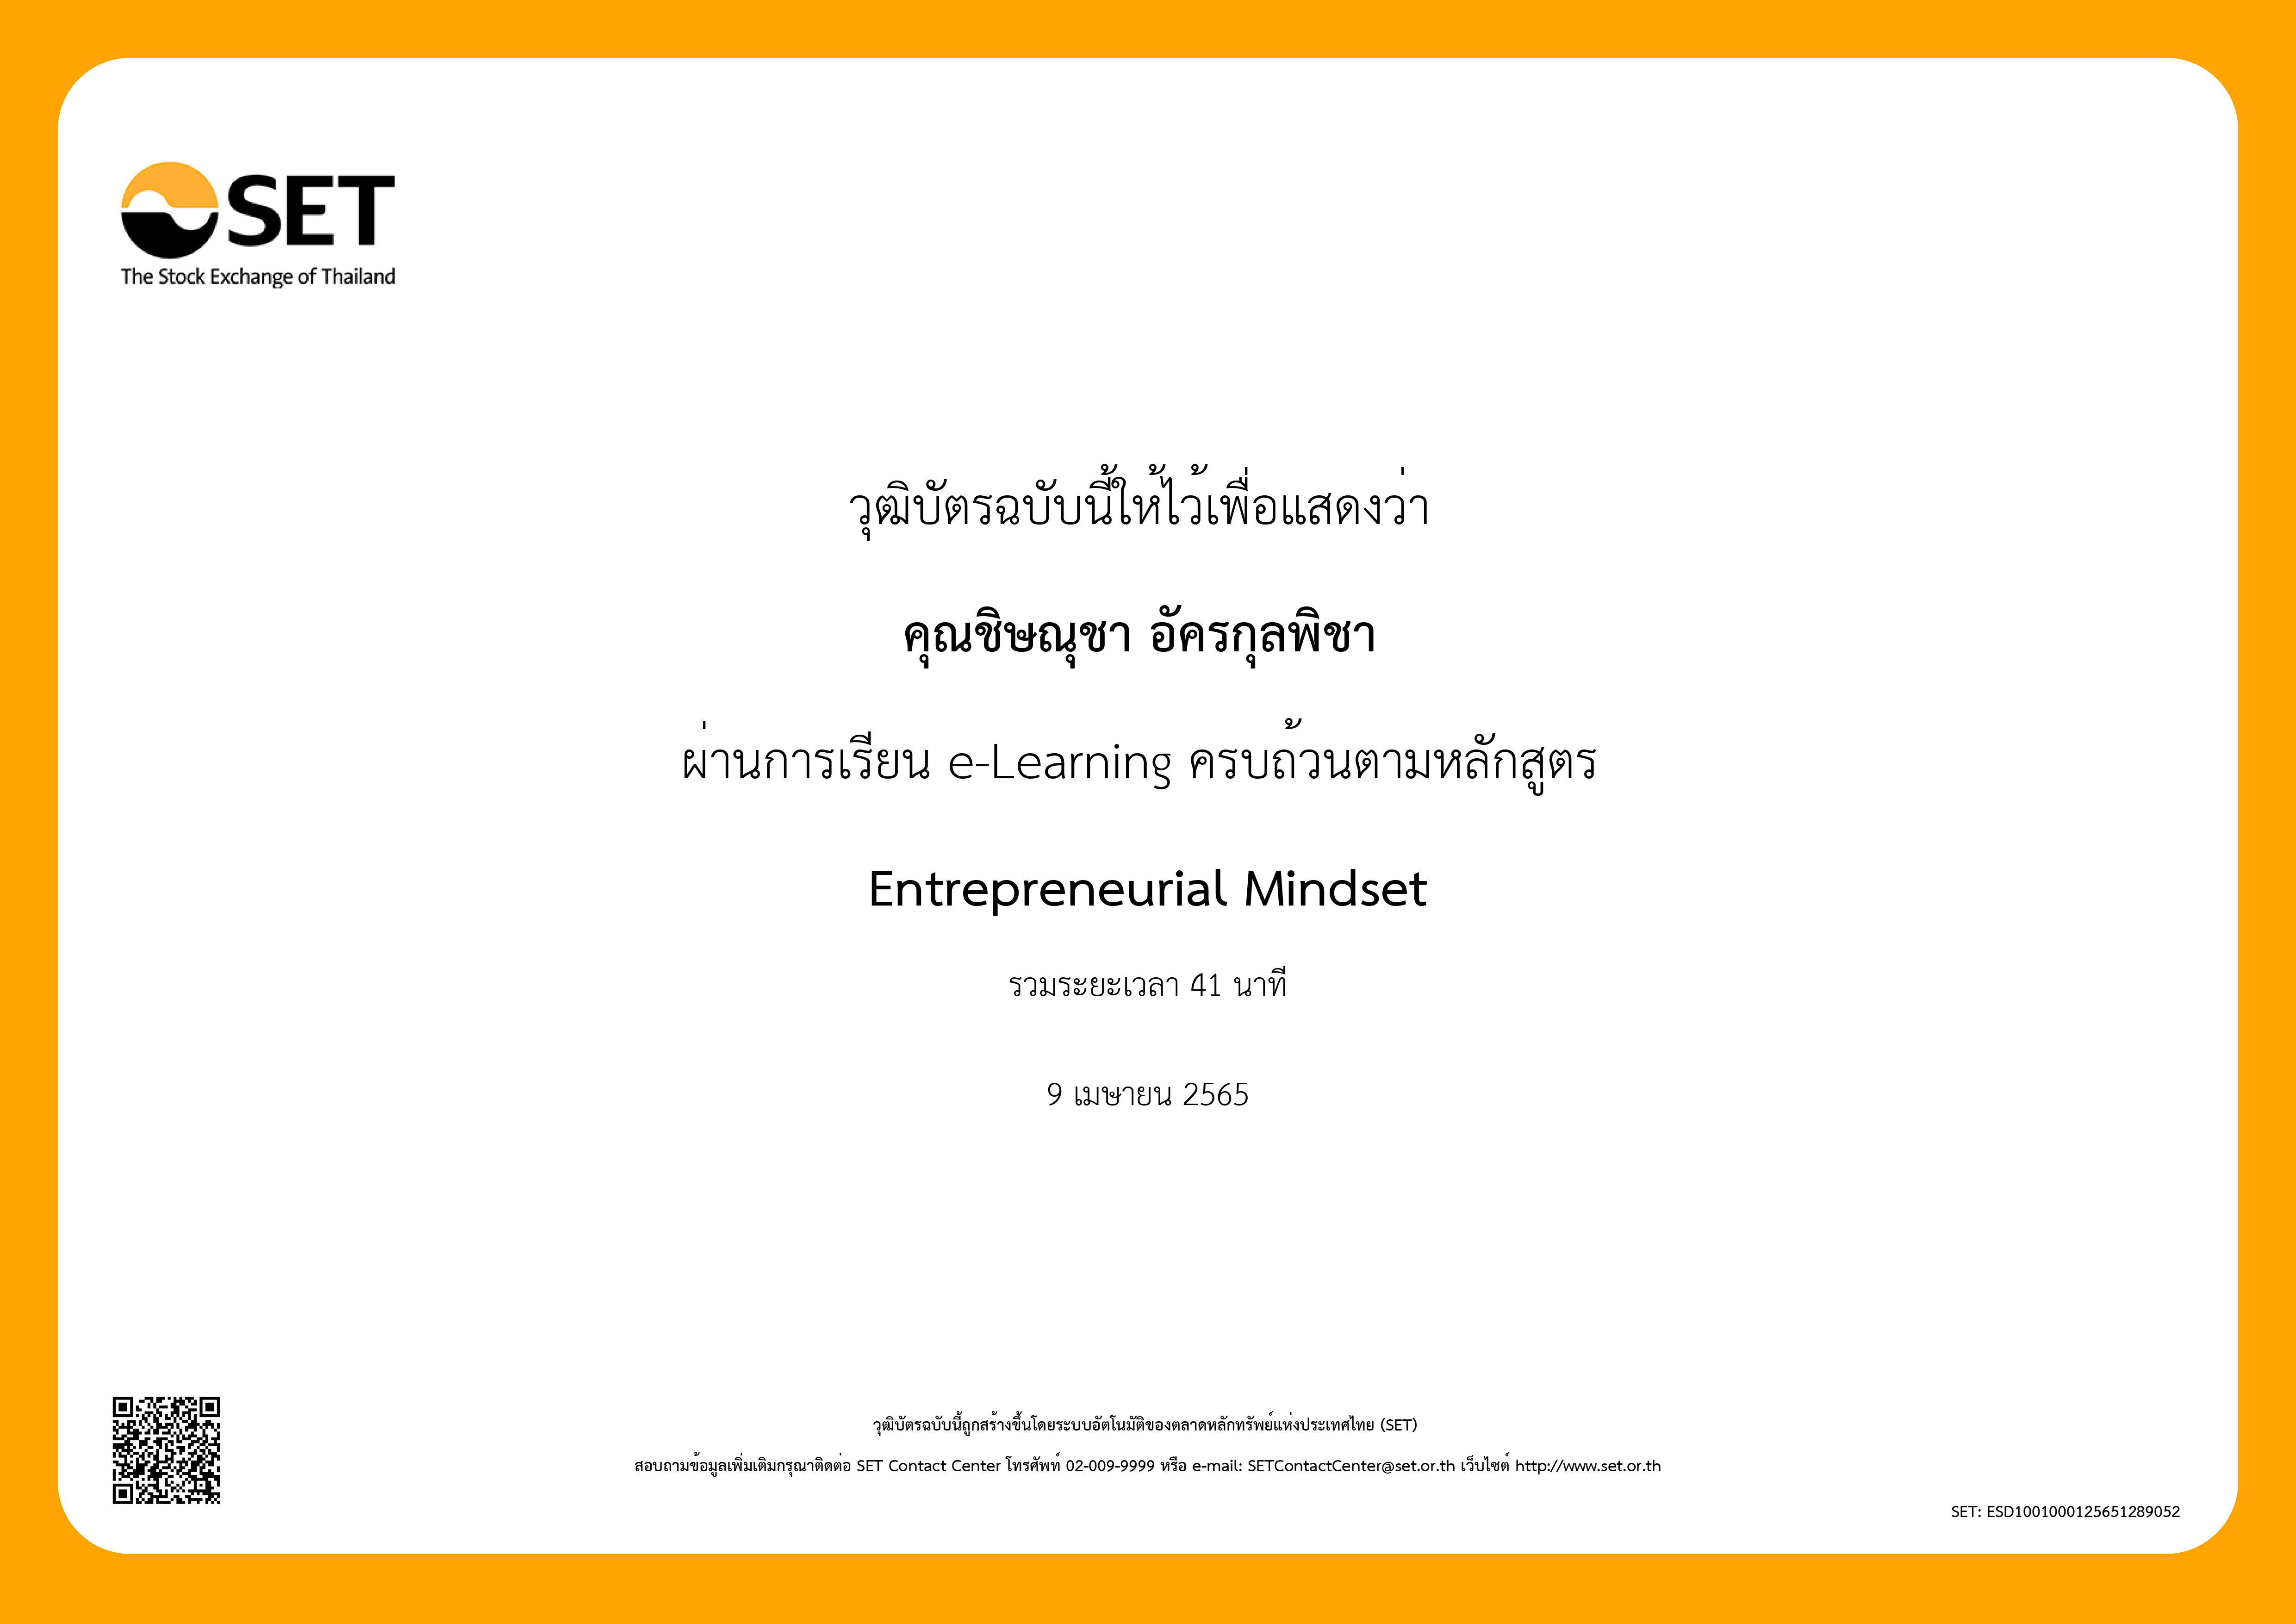 SET
The Stock Exchange of Thailand
วุฒิบัตรฉบับนี้ให้ไว้เพื่อแสดงว่า
คุณชิษณุชา อัครกุลพิชา
ผ่านการเรียน e-Learning ครบถ้วนตามหลักสูตร
Entrepreneurial Mindset
รวมระยะเวลา 41 นาที
9 เมษายน 2565
วุฒิบัตรฉบับนี้ถูกสร้างขึ้นโดยระบบอัตโนมัติของตลาดหลักทรัพย์แห่งประเทศไทย (SET)
สอบถามข้อมูลเพิ่มเติมกรุณาติดต่อ SET Contact Center โทรศัพท์ 02-009-9999 หรือ e-mail: SETContactCenter@set.or.th เว็บไซต์ http://www.set.or.th
SET: ESD1001000125651289052